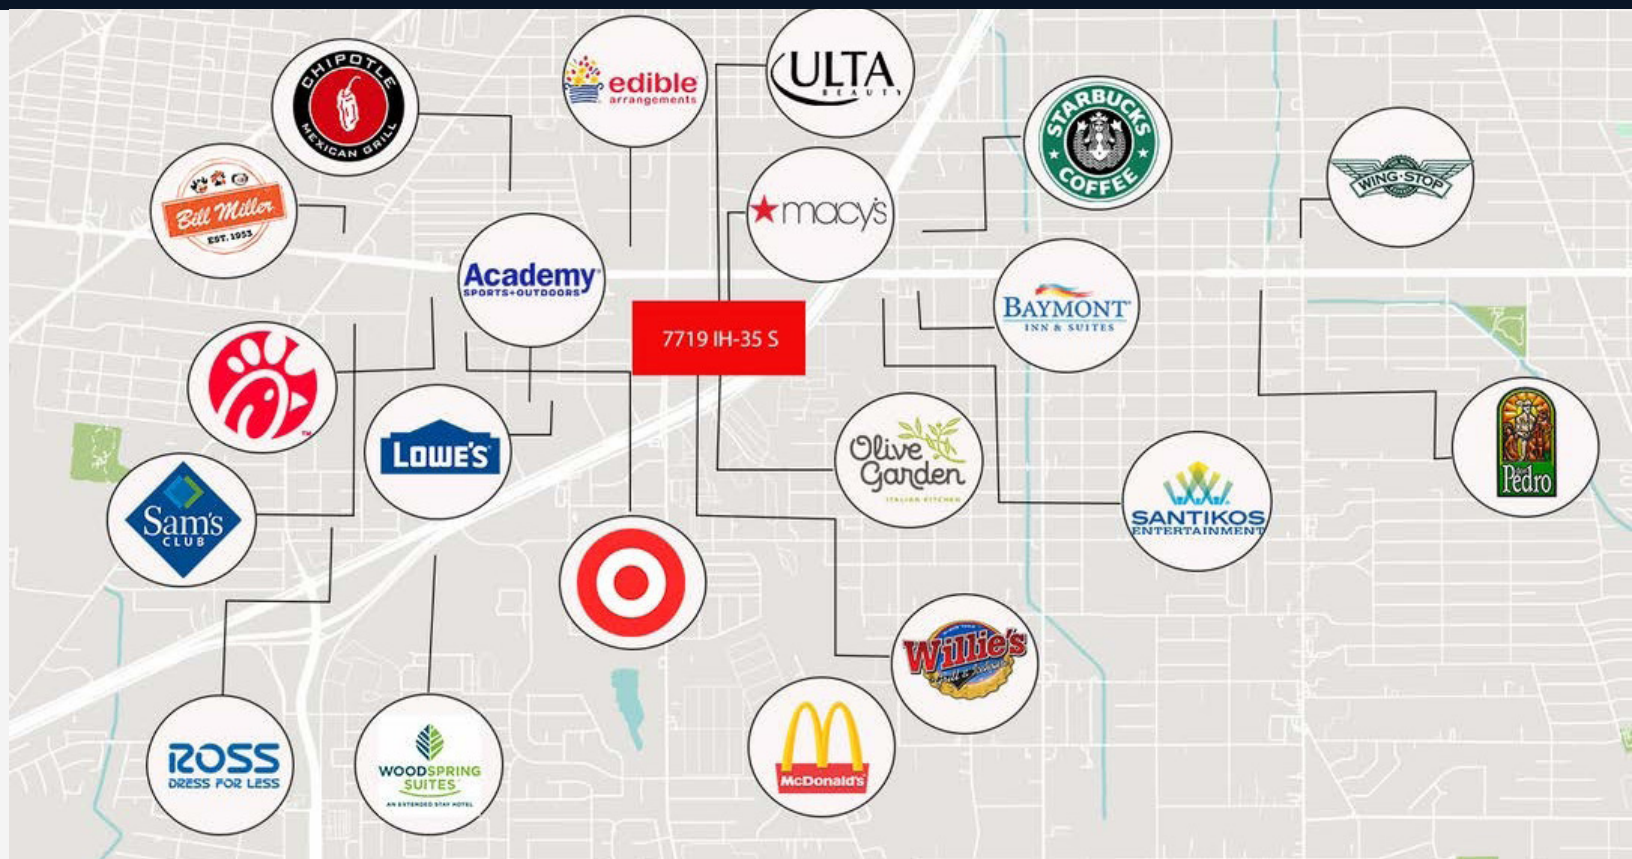 CHIPOTLE
MEXICAN GRILL
edible
arrangements
ULTA
BEAUTY
STARBUCKS
COFFEE
WING·STOP
Bill Miller
EST. 1953
macy's
Academy
SPORTS+OUTDOORS
BAYMONT
INN & SUITES
7719 IH-35 S
LOWE'S
Olive
Garden
ITALIAN KITCHEN
Pedro
Sam's
CLUB
SANTIKOS
ENTERTAINMENT
Willie's
ROSS
DRESS FOR LESS
WOODSPRING
SUITES
AN EXTENDED STAY HOTEL
McDonald's